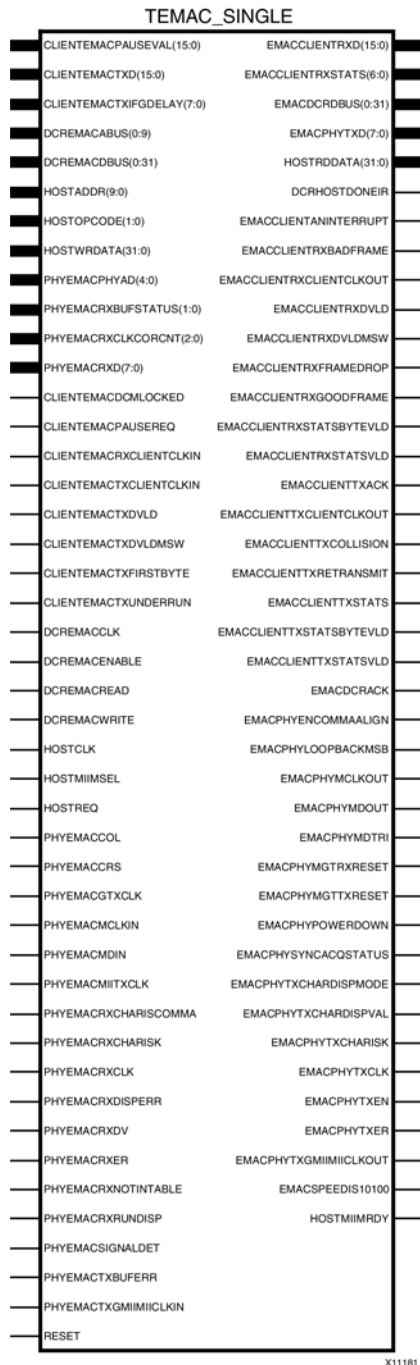 TEMAC_SINGLE
CLIENTEMACPAUSEVAL(15:0) EMACCLIENTRXD(15:0)
CLIENTEMACTXD(15:0) EMACCLIENTRXSTATS(6:0)
CLIENTEMACTXIFGDELAY(7:0) EMACDCRDBUS(0:31)
DCREMACABUS(0:9) EMACPHYTXD(7:0)
DCREMACDBUS(0:31) HOSTRDDATA(31:0)
HOSTADDR(9:0) DCRHOSTDONEIR
HOSTOPCODE(1:0) EMACCLIENTANINTERRUPT
HOSTWRDATA(31:0) EMACCLIENTRXBADFRAME
PHYEMACPHYAD(4:0) EMACCLIENTRXCLIENTCLKOUT
PHYEMACRXBUFSTATUS(1:0) EMACCLIENTRXDVLD
PHYEMACRXCLKCORCNT(2:0) EMACCLIENTRXDVLDMSW
PHYEMACRXD(7:0) EMACCLIENTRXFRAMEDROP
CLIENTEMACDCMLOCKED EMACCLIENTRXGOODFRAME
CLIENTEMACPAUSEREQ EMACCLIENTRXSTATSBYTEVLD
CLIENTEMACRXCLIENTCLKIN EMACCLIENTRXSTATSVLD
CLIENTEMACTXCLIENTCLKIN EMACCLIENTTXACK
CLIENTEMACTXDVLD EMACCLIENTTXCLIENTCLKOUT
CLIENTEMACTXDVLDMSW EMACCLIENTTXCOLLISION
CLIENTEMACTXFIRSTBYTE EMACCLIENTTXRETRANSMIT
CLIENTEMACTXUNDERRUN EMACCLIENTTXSTATS
DCREMACCLK EMACCLIENTTXSTATSBYTEVLD
DCREMACENABLE EMACCLIENTTXSTATSVLD
DCREMACREAD EMACDCRACK
DCREMACWRITE EMACPHYENCOMMAALIGN
HOSTCLK EMACPHYLOOPBACKMSB
HOSTMIIMSEL EMACPHYMCLKOUT
HOSTREQ EMACPHYMDOUT
PHYEMACCOL EMACPHYMDTRI
PHYEMACCRS EMACPHYMGTRXRESET
PHYEMACGTXCLK EMACPHYMGTTXRESET
PHYEMACMCLKIN EMACPHYPOWERDOWN
PHYEMACMDIN EMACPHYSYNCACQSTATUS
PHYEMACMIITXCLK EMACPHYTXCHARDISPMODE
PHYEMACRXCHARISCOMMA EMACPHYTXCHARDISPVAL
PHYEMACRXCHARISK EMACPHYTXCHARISK
PHYEMACRXCLK EMACPHYTXCLK
PHYEMACRXDISPERR EMACPHYTXEN
PHYEMACRXDV EMACPHYTXER
PHYEMACRXER EMACPHYTXGMIIMIICLKOUT
PHYEMACRXNOTINTABLE EMACSPEEDIS10100
PHYEMACRXRUNDISP HOSTMIIMRDY
PHYEMACSIGNALDET
PHYEMACTXBUFERR
PHYEMACTXGMIIMIICLKIN
RESET
X11181